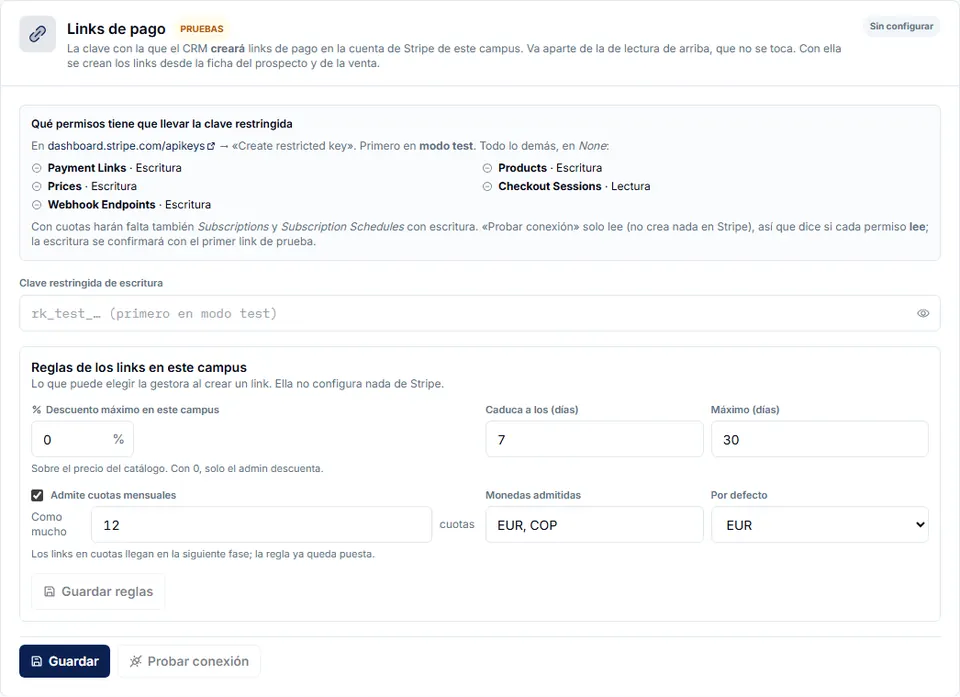 Links de pago PRUEBAS
Sin configurar
La clave con la que el CRM creará links de pago en la cuenta de Stripe de este campus. Va aparte de la de lectura de arriba, que no se toca. Con ella
se crean los links desde la ficha del prospecto y de la venta.
Qué permisos tiene que llevar la clave restringida
En dashboard.stripe.com/apikeys → «Create restricted key». Primero en modo test. Todo lo demás, en None:
Payment Links · Escritura
Products · Escritura
Prices · Escritura
Checkout Sessions · Lectura
Webhook Endpoints · Escritura
Con cuotas harán falta también Subscriptions y Subscription Schedules con escritura. «Probar conexión» solo lee (no crea nada en Stripe), así que dice si cada permiso lee;
la escritura se confirmará con el primer link de prueba.
Clave restringida de escritura
rk_test_… (primero en modo test)
Reglas de los links en este campus
Lo que puede elegir la gestora al crear un link. Ella no configura nada de Stripe.
% Descuento máximo en este campus
Caduca a los (días)
Máximo (días)
0 %
7
30
Sobre el precio del catálogo. Con 0, solo el admin descuenta.
Admite cuotas mensuales
Monedas admitidas
Por defecto
Como
mucho
12
cuotas
EUR, COP
EUR
Los links en cuotas llegan en la siguiente fase; la regla ya queda puesta.
Guardar reglas
Guardar
Probar conexión